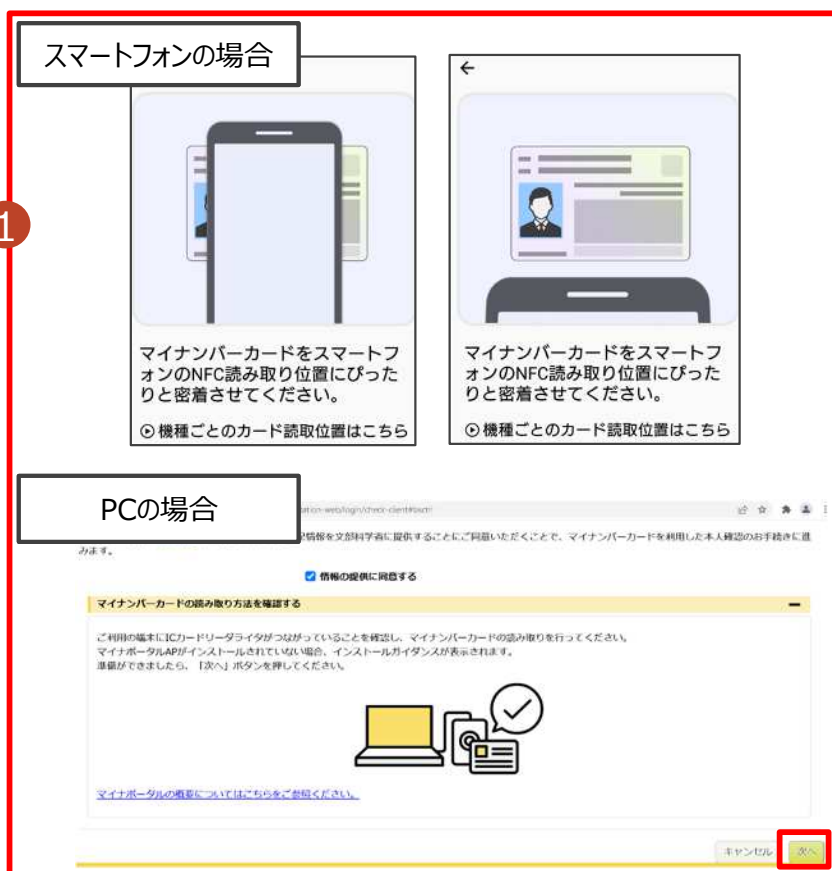 スマートフォンの場合
1
マイナンバーカードをスマートフ
ォンのNFC読み取り位置にぴった
りと密着させてください。
機種ごとのカード読取位置はこちら
マイナンバーカードをスマートフ
ォンのNFC読み取り位置にぴった
りと密着させてください。
機種ごとのカード読取位置はこちら
PCの場合
情報を文部科学省に提供することにご同意いただくことで、マイナンバーカードを利用した本人確認のお手続きに進
みます。
情報の提供に同意する
マイナンバーカードの読み取り方法を確認する
ご利用の端末にICカードリーダライタがつながっていることを確認し、マイナンバーカードの読み取りを行ってください。
マイナポータルAPがインストールされていない場合、インストールガイダンスが表示されます。
準備ができましたら、「次へ」ボタンを押してください。
マイナポータルの概要についてはこちらをご参照ください。
キャンセル
次へ